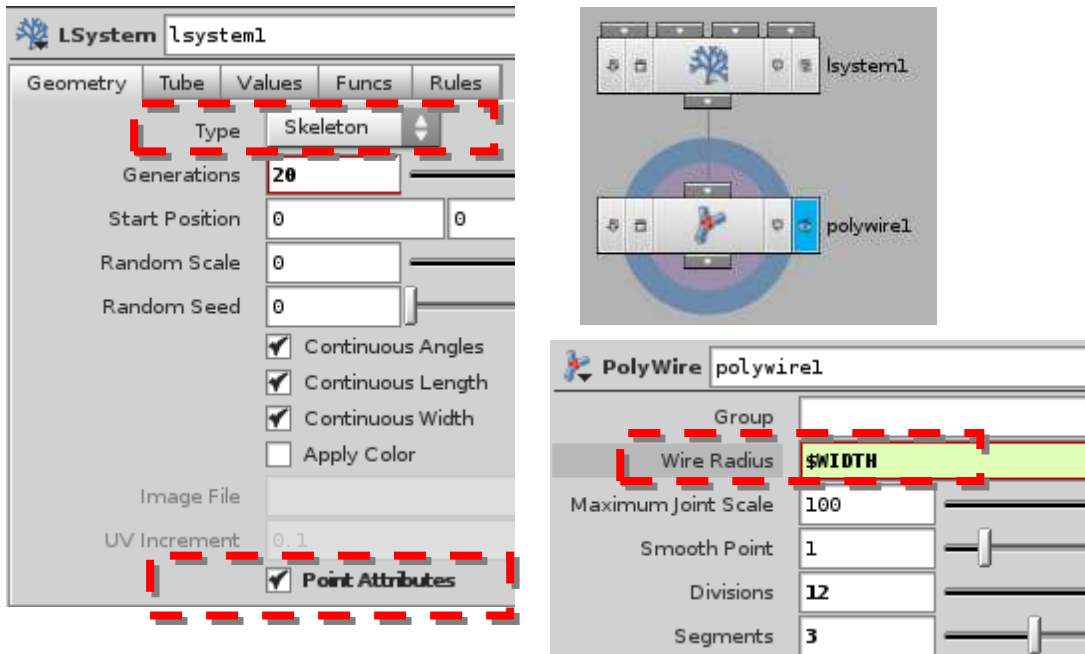 LSystem lsystem1
Geometry Tube Values Funcs Rules
Type Skeleton
Generations 20
Start Position 0 0
Random Scale 0
Random Seed 0
Continuous Angles
Continuous Length
Continuous Width
Apply Color
Image File
UV Increment 0.1
Point Attributes
lsystem1
polywire1
PolyWire polywire1
Group
Wire Radius $WIDTH
Maximum Joint Scale 100
Smooth Point 1
Divisions 12
Segments 3